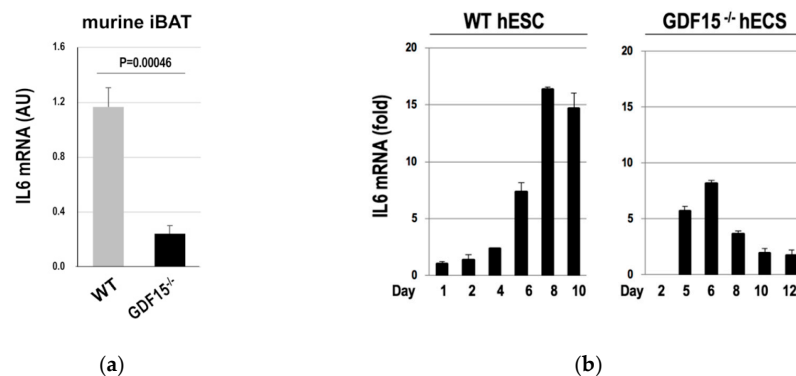 murine iBAT
P=0.00046
IL6 mRNA (AU)
1.6
1.2
0.8
0.4
0.0
WT
GDF15-/-
(a)
WT hESC
IL6 mRNA (fold)
20
15
10
5
0
Day 1 2 4 6 8 10
GDF15 -/- hECS
20
15
10
5
0
Day 2 5 6 8 10 12
(b)